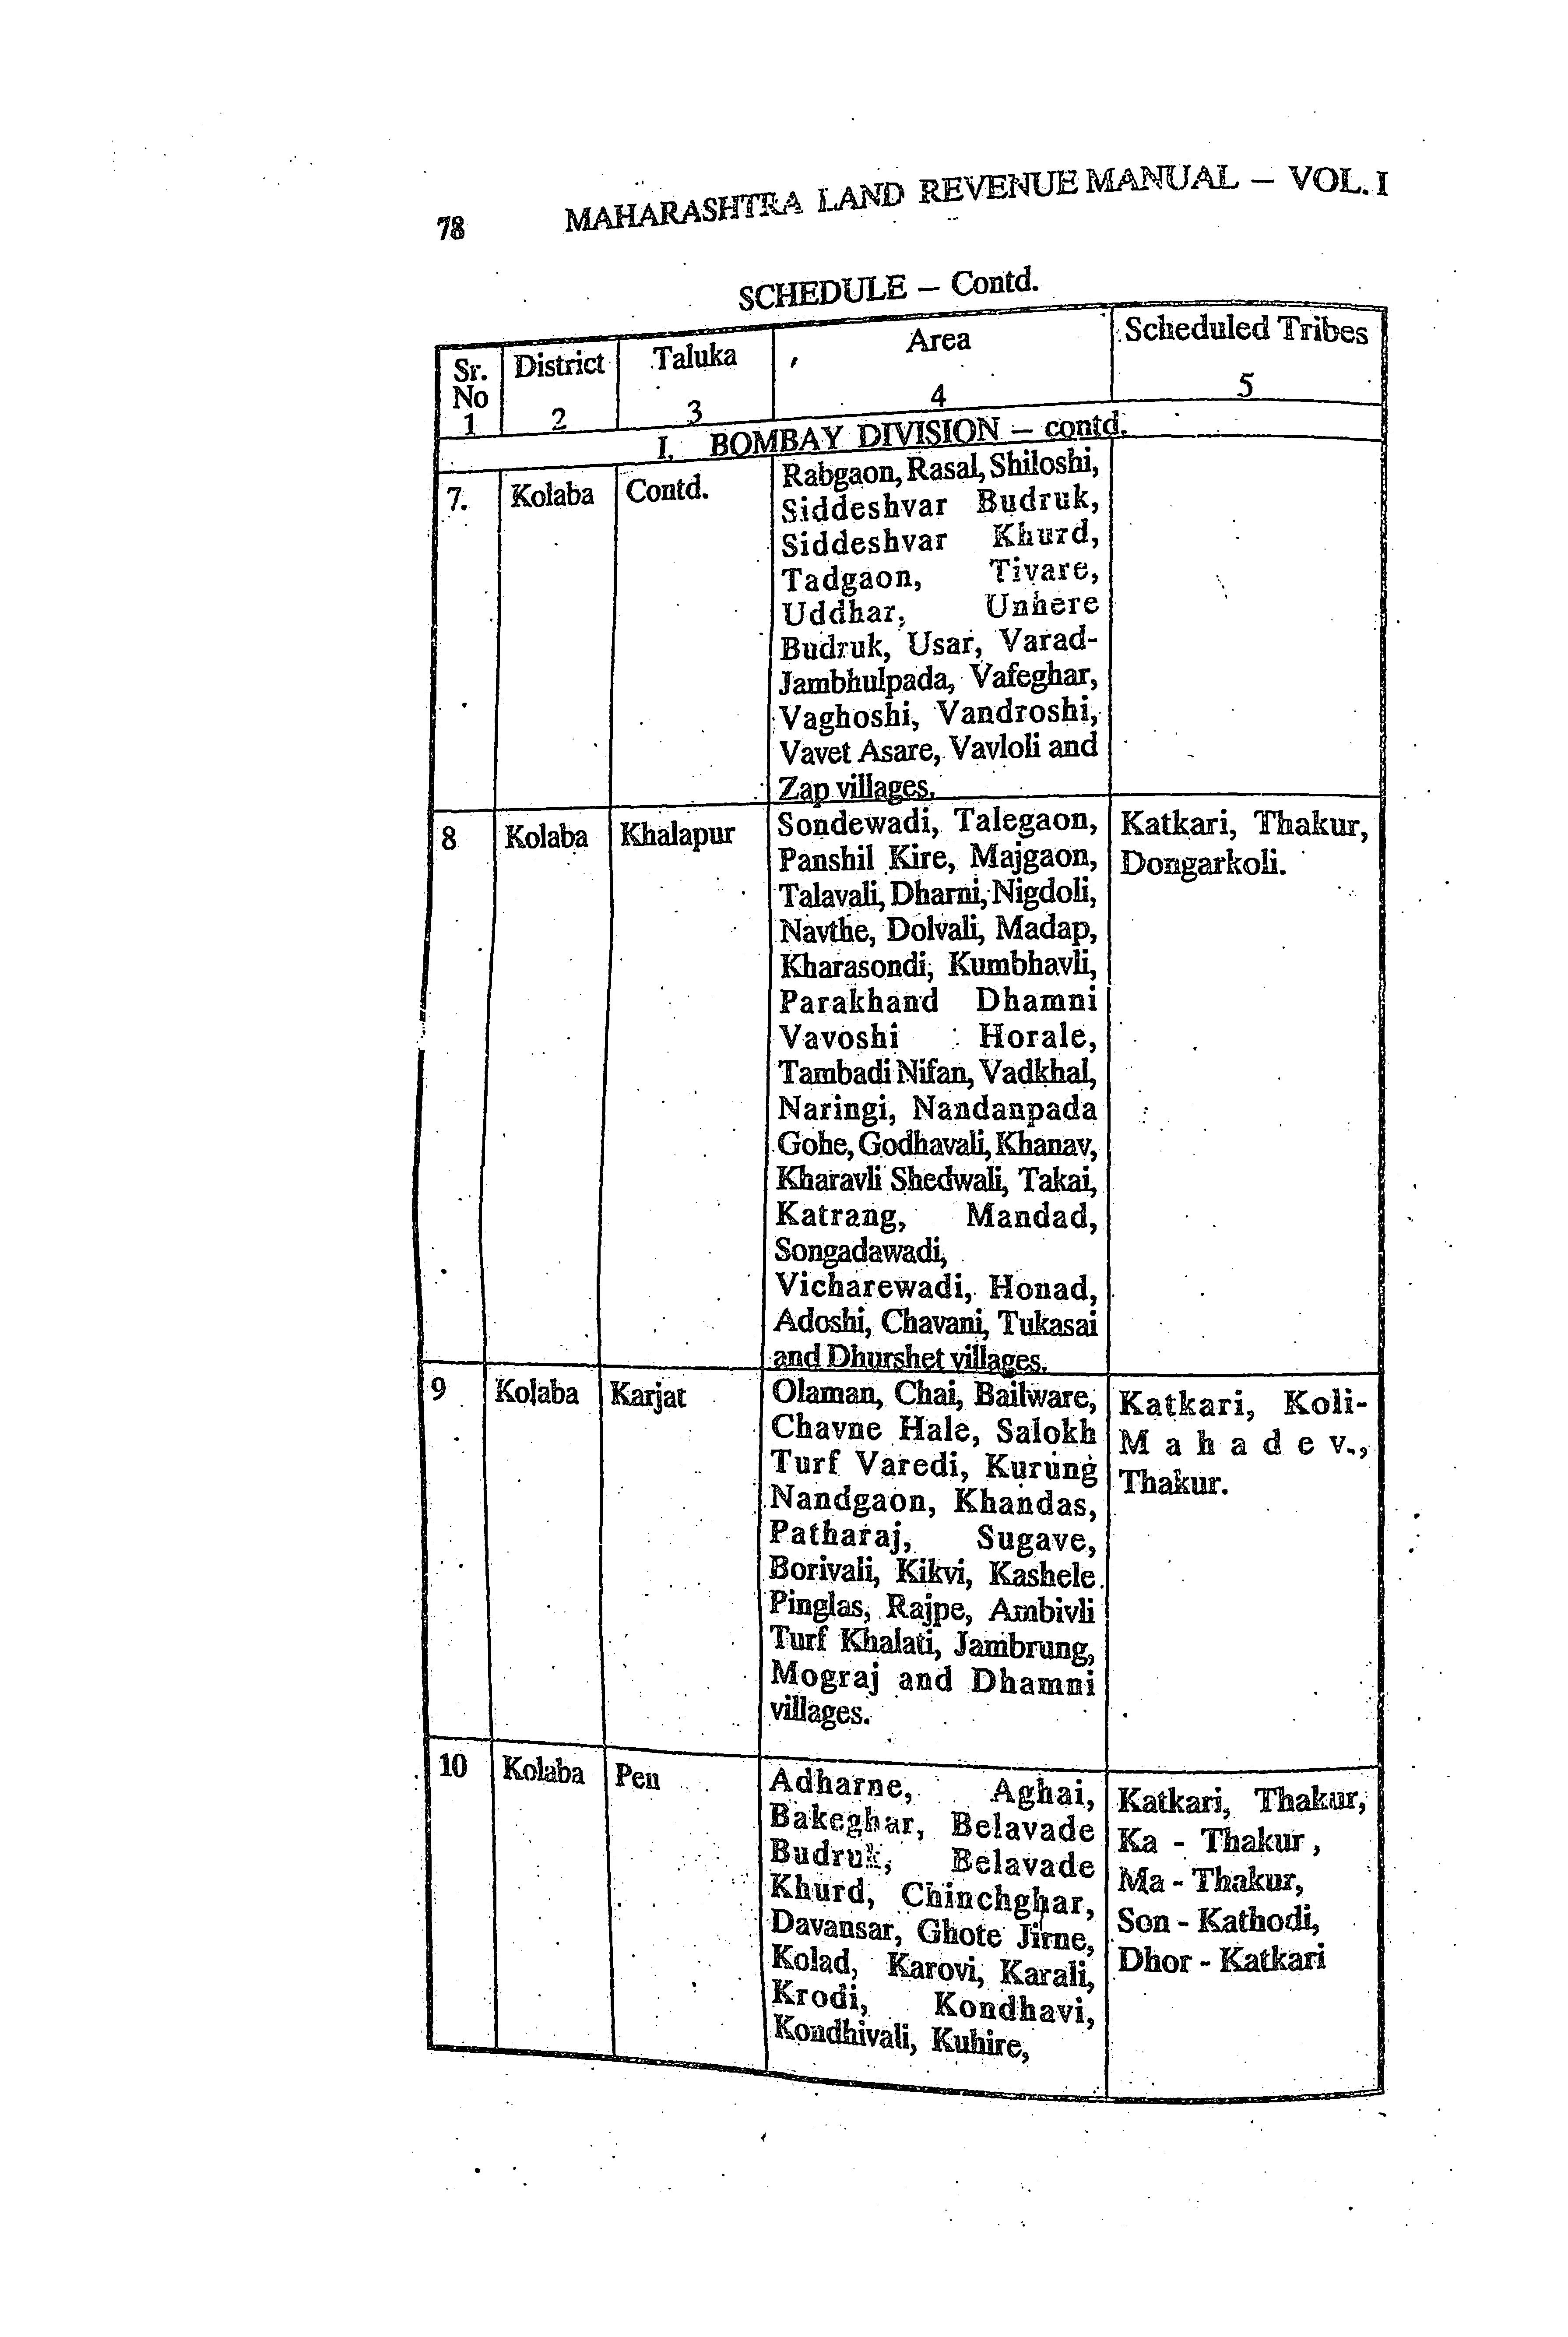 78 MAHARASHTRA LAND REVENUE MANUAL – VOL. I
SCHEDULE – Contd.
Sr. No District Taluka Area Scheduled Tribes
1 2 3 4 5
I. BOMBAY DIVISION – contd.
7. Kolaba Contd. Rabgaon, Rasal, Shiloshi,
Siddeshvar Budruk,
Siddeshvar Khurd,
Tadgaon, Tivare,
Uddhar, Unhere
Budruk, Usar, Varad-
Jambhulpada, Vafeghar,
Vaghoshi, Vandroshi,
Vavet Asare, Vavloli and
Zap villages.
8 Kolaba Khalapur Sondewadi, Talegaon, Katkari, Thakur,
Panshil Kire, Majgaon, Dongarkoli.
Talavali, Dharni, Nigdoli,
Navthe, Dolvali, Madap,
Kharasondi, Kumbhavli,
Parakhand Dhamni
Vavoshi Horale,
Tambadi Nifan, Vadkhal,
Naringi, Nandanpada
Gohe, Godhavali, Khanav,
Kharavli Shedwali, Takai,
Katrang, Mandad,
Songadawadi,
Vicharewadi, Honad,
Adoshi, Chavani, Tukasai
and Dhurshet villages.
9 Kolaba Karjat Olaman, Chai, Bailware, Katkari, Koli-
Chavne Hale, Salokh Mahadev.,
Turf Varedi, Kurung Thakur.
Nandgaon, Khandas,
Patharaj, Sugave,
Borivali, Kikvi, Kashele
Pinglas, Rajpe, Ambivli
Turf Khalati, Jambrung,
Mograj and Dhamni
villages.
10 Kolaba Pen Adharne, Aghai, Katkari, Thakur,
Bakeghar, Belavade Ka - Thakur,
Budruk, Belavade Ma - Thakur,
Khurd, Chinchghar, Son - Kathodi,
Davansar, Ghote Jirne, Dhor - Katkari
Kolad, Karovi, Karali,
Krodi, Kondhavi,
Kondhivali, Kuhire,